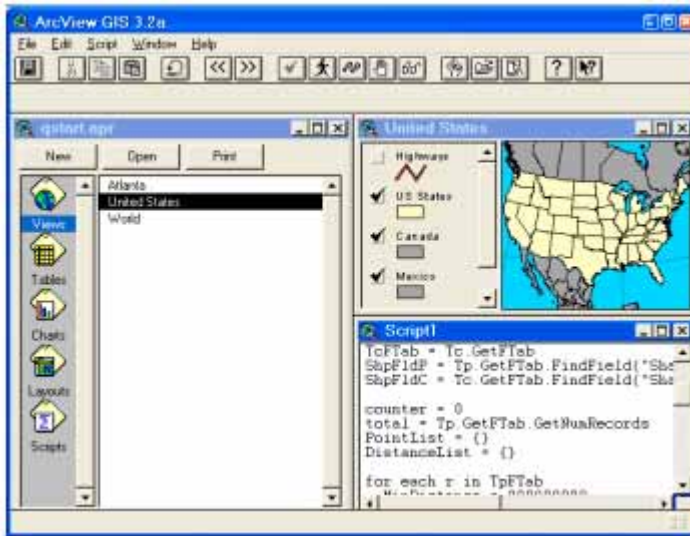 ArcView GIS 3.2a
File Edit Script Window Help
qstart.apr
New Open Print
Views
Tables
Charts
Layouts
Scripts
Atlanta
United States
World
United States
Highways
US States
Canada
Mexico
Script1
TcFTab = Tc.GetFTab
ShpFldP = Tp.GetFTab.FindField("Sha
ShpFldC = Tc.GetFTab.FindField("Sha
counter = 0
total = Tp.GetFTab.GetNumRecords
PointList = {}
DistanceList = {}
for each r in TpFTab